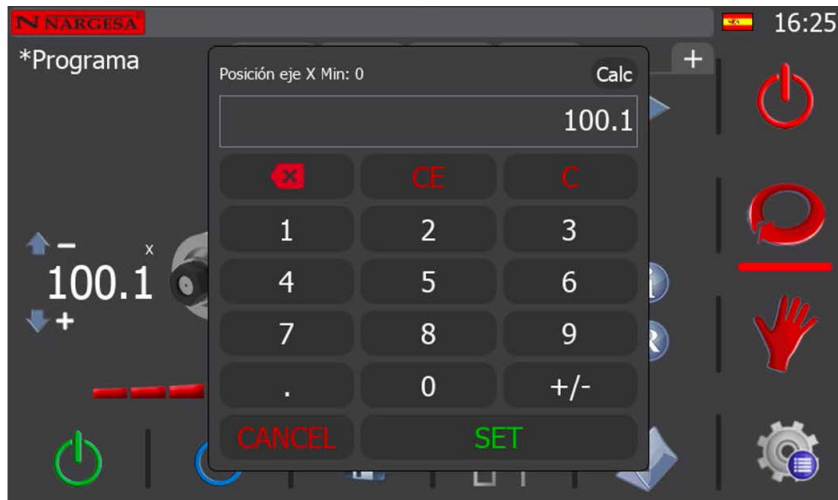 NARGESA
16:25
*Programa
+
Posición eje X Min: 0
Calc
100.1
CE
C
1
2
3
4
5
6
7
8
9
.
0
+/-
CANCEL
SET
−
x
100.1
+